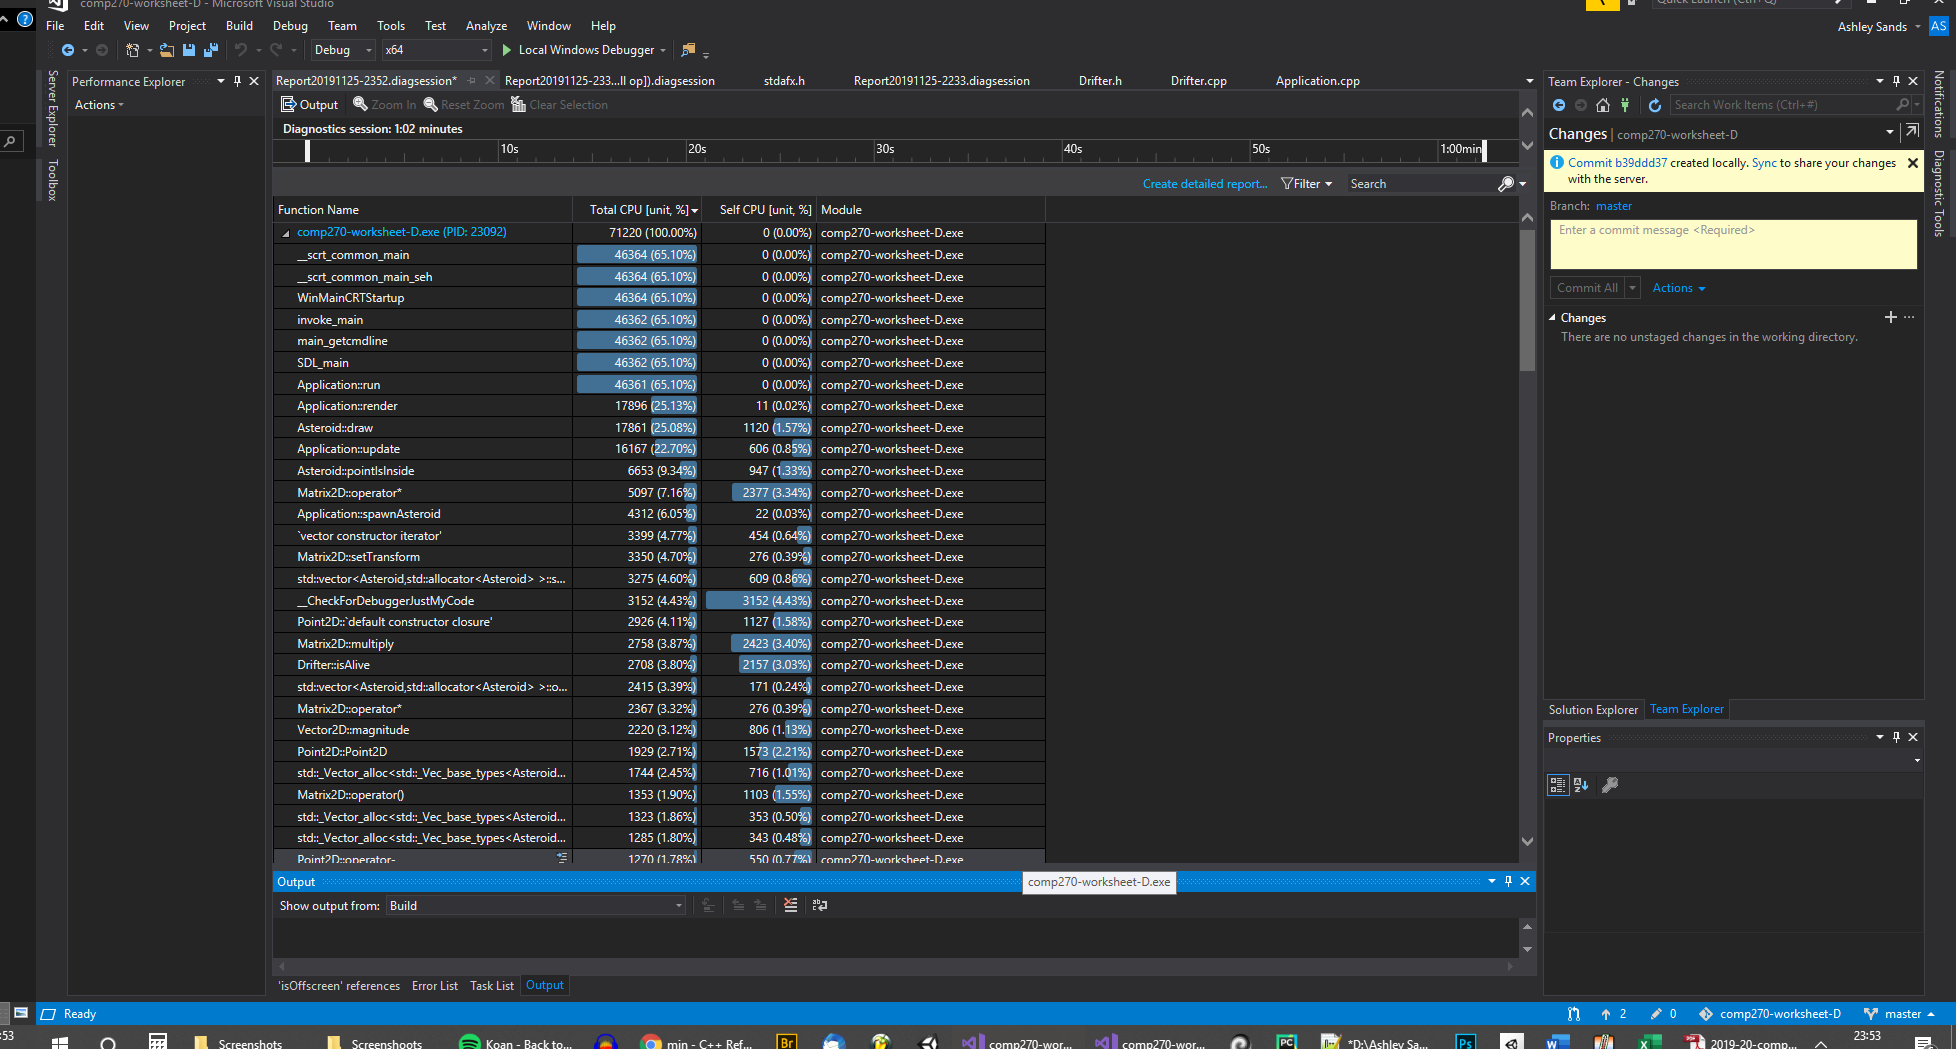 comp270-worksheet-D - Microsoft Visual Studio
Quick Launch (Ctrl+Q)
File Edit View Project Build Debug Team Tools Test Analyze Window Help
Ashley Sands AS
Debug x64 Local Windows Debugger
Server Explorer
Toolbox
Performance Explorer
Actions
Report20191125-2352.diagsession* Report20191125-233...ll op]).diagsession stdafx.h Report20191125-2233.diagsession Drifter.h Drifter.cpp Application.cpp
Output Zoom In Reset Zoom Clear Selection
Diagnostics session: 1:02 minutes
10s 20s 30s 40s 50s 1:00min
Create detailed report... Filter Search
Function Name Total CPU [unit, %] Self CPU [unit, %] Module
comp270-worksheet-D.exe (PID: 23092) 71220 (100.00%) 0 (0.00%) comp270-worksheet-D.exe
__scrt_common_main 46364 (65.10%) 0 (0.00%) comp270-worksheet-D.exe
__scrt_common_main_seh 46364 (65.10%) 0 (0.00%) comp270-worksheet-D.exe
WinMainCRTStartup 46364 (65.10%) 0 (0.00%) comp270-worksheet-D.exe
invoke_main 46362 (65.10%) 0 (0.00%) comp270-worksheet-D.exe
main_getcmdline 46362 (65.10%) 0 (0.00%) comp270-worksheet-D.exe
SDL_main 46362 (65.10%) 0 (0.00%) comp270-worksheet-D.exe
Application::run 46361 (65.10%) 0 (0.00%) comp270-worksheet-D.exe
Application::render 17896 (25.13%) 11 (0.02%) comp270-worksheet-D.exe
Asteroid::draw 17861 (25.08%) 1120 (1.57%) comp270-worksheet-D.exe
Application::update 16167 (22.70%) 606 (0.85%) comp270-worksheet-D.exe
Asteroid::pointIsInside 6653 (9.34%) 947 (1.33%) comp270-worksheet-D.exe
Matrix2D::operator* 5097 (7.16%) 2377 (3.34%) comp270-worksheet-D.exe
Application::spawnAsteroid 4312 (6.05%) 22 (0.03%) comp270-worksheet-D.exe
`vector constructor iterator' 3399 (4.77%) 454 (0.64%) comp270-worksheet-D.exe
Matrix2D::setTransform 3350 (4.70%) 276 (0.39%) comp270-worksheet-D.exe
std::vector<Asteroid,std::allocator<Asteroid> >::s... 3275 (4.60%) 609 (0.86%) comp270-worksheet-D.exe
__CheckForDebuggerJustMyCode 3152 (4.43%) 3152 (4.43%) comp270-worksheet-D.exe
Point2D::`default constructor closure' 2926 (4.11%) 1127 (1.58%) comp270-worksheet-D.exe
Matrix2D::multiply 2758 (3.87%) 2423 (3.40%) comp270-worksheet-D.exe
Drifter::isAlive 2708 (3.80%) 2157 (3.03%) comp270-worksheet-D.exe
std::vector<Asteroid,std::allocator<Asteroid> >::o... 2415 (3.39%) 171 (0.24%) comp270-worksheet-D.exe
Matrix2D::operator* 2367 (3.32%) 276 (0.39%) comp270-worksheet-D.exe
Vector2D::magnitude 2220 (3.12%) 806 (1.13%) comp270-worksheet-D.exe
Point2D::Point2D 1929 (2.71%) 1573 (2.21%) comp270-worksheet-D.exe
std::_Vector_alloc<std::_Vec_base_types<Asteroid... 1744 (2.45%) 716 (1.01%) comp270-worksheet-D.exe
Matrix2D::operator() 1353 (1.90%) 1103 (1.55%) comp270-worksheet-D.exe
std::_Vector_alloc<std::_Vec_base_types<Asteroid... 1323 (1.86%) 353 (0.50%) comp270-worksheet-D.exe
std::_Vector_alloc<std::_Vec_base_types<Asteroid... 1285 (1.80%) 343 (0.48%) comp270-worksheet-D.exe
Point2D::operator- 1270 (1.78%) 550 (0.77%) comp270-worksheet-D.exe
Output
comp270-worksheet-D.exe
Show output from: Build
'isOffscreen' references Error List Task List Output
Team Explorer - Changes
Search Work Items (Ctrl+#)
Changes | comp270-worksheet-D
Commit b39ddd37 created locally. Sync to share your changes
with the server.
Branch: master
Enter a commit message <Required>
Commit All Actions
Changes
There are no unstaged changes in the working directory.
Solution Explorer Team Explorer
Properties
Notifications
Diagnostic Tools
Ready
2 0 comp270-worksheet-D master
:53 Screenshots Screenshoots Koan - Back to... min - C++ Ref... Br comp270-wor... comp270-wor... PC *D:\Ashley Sa... Ps 2019-20-comp... 23:53